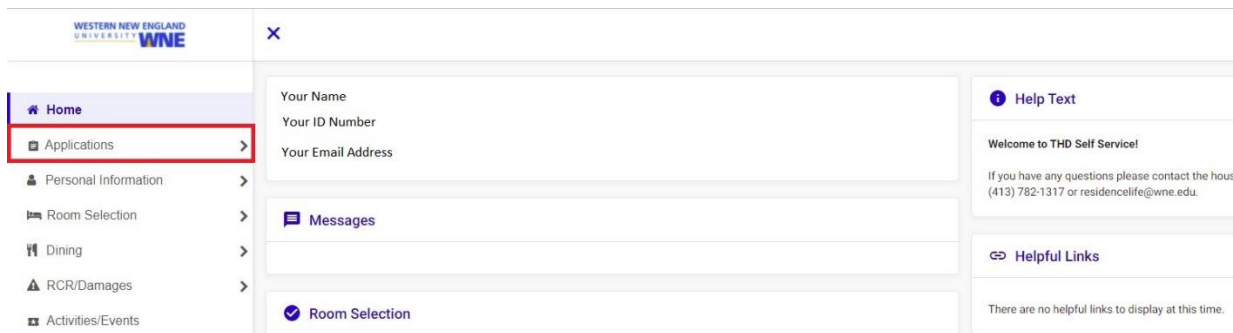 WESTERN NEW ENGLAND
UNIVERSITY WNE
Home
Applications
Personal Information
Room Selection
Dining
RCR/Damages
Activities/Events
Your Name
Your ID Number
Your Email Address
Messages
Room Selection
Help Text
Welcome to THD Self Service!
If you have any questions please contact the hous
(413) 782-1317 or residencelife@wne.edu.
Helpful Links
There are no helpful links to display at this time.